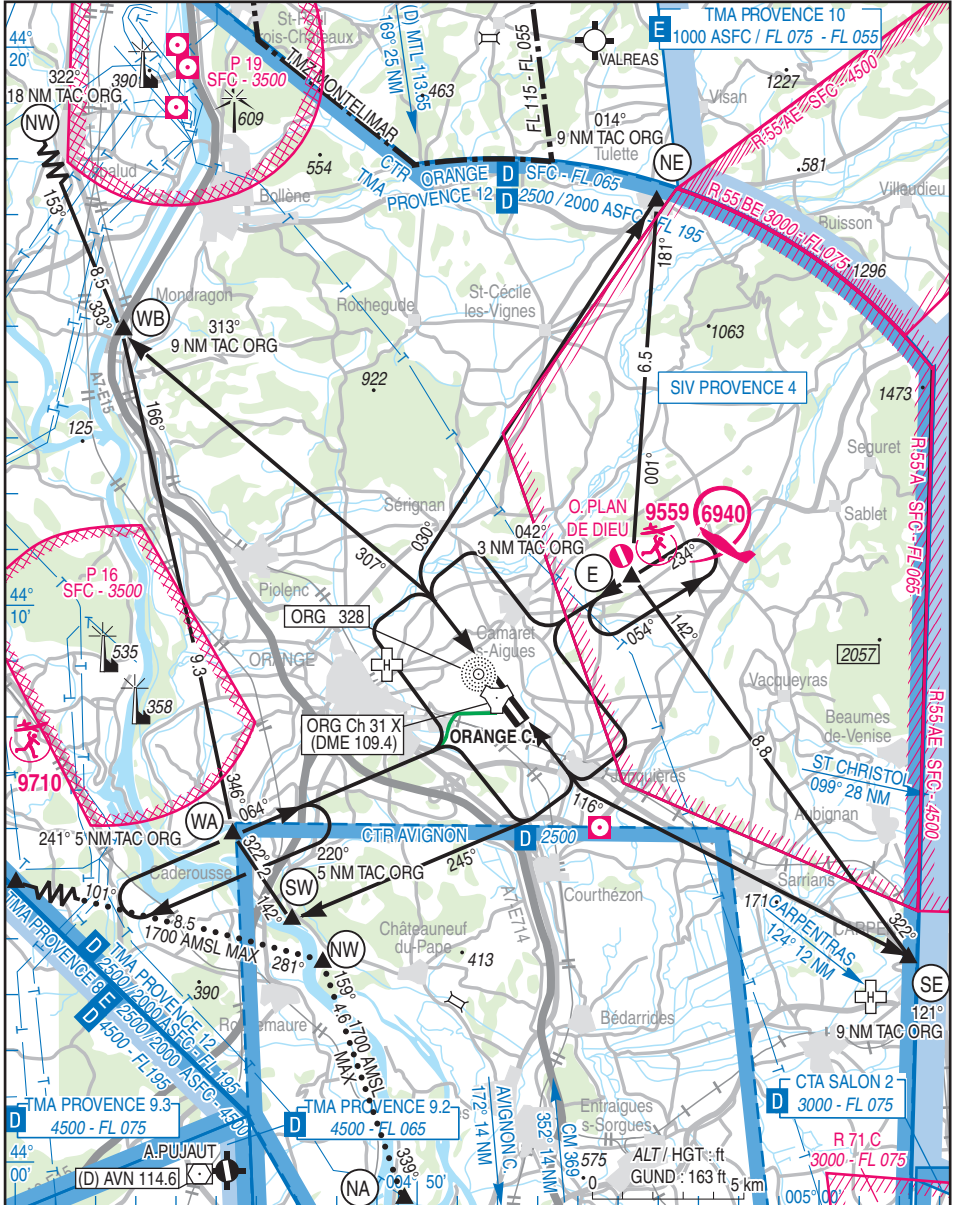 44°
20'
322°
18 NM TAC ORG
NW
390
P 19
SFC - 3500
609
554
Bollène
St-Paul
TMZ MONTELIMAR
(D) MTL 113.65
169° 25 NM
463
FL 115 - FL 055
VALREAS
E
TMA PROVENCE 10
1000 ASFC / FL 075 - FL 055
1227
Visan
R 55 AE - SFC - 4500
014°
9 NM TAC ORG
Tulette
NE
581
Villedieu
Buisson
CTR ORANGE D SFC - FL 065
TMA PROVENCE 12 D 2500 / 2000 ASFC - FL 195
R 55 BE 3000 - FL 075
1296
153°
8.5
333°
WB
Mondragon
313°
9 NM TAC ORG
Rochegude
St-Cécile
les-Vignes
181°
6.5
001°
1063
922
SIV PROVENCE 4
1473
A7-E15
166°
125
Seguret
R 55 A SFC - FL 065
Sérignan
307°
030°
042°
3 NM TAC ORG
O. PLAN
DE DIEU
9559
6940
Sablet
E
234°
054°
142°
P 16
SFC - 3500
44°
10'
Piolenc
ORG 328
535
358
9.3
ORANGE
H
Camaret
s-Aigues
2057
Vacqueyras
ORG Ch 31 X
(DME 109.4)
ORANGE C.
Beaumes
de-Venise
8.8
R 55 AE SFC - 4500
9710
Jonquières
116°
ST CHRISTOL
099° 28 NM
Aubignan
346°
064°
WA
241° 5 NM TAC ORG
CTR AVIGNON D 2500
322°
2
142°
220°
5 NM TAC ORG
SW
245°
Caderousse
Courthézon
Sarrians
171
CARPENTRAS
124° 12 NM
322°
101°
8.5
1700 AMSL MAX
281°
NW
Châteauneuf
du-Pape
413
A7-E714
H
SE
121°
9 NM TAC ORG
TMA PROVENCE 12
D 2500 / 2000 ASFC - FL 195
TMA PROVENCE 8
E 2500/2000 ASFC - 4500
D 4500 - FL 195
390
159°
4.6
1700 AMSL
MAX
339°
Bédarrides
TMA PROVENCE 9.3
D 4500 - FL 075
TMA PROVENCE 9.2
D 4500 - FL 065
AVIGNON C.
172° 14 NM
CM 369
352° 14 NM
Entraigues
s-Sorgues
575
CTA SALON 2
D 3000 - FL 075
R 71 C
3000 - FL 075
44°
00'
A.PUJAUT
(D) AVN 114.6
NA
004° 50'
ALT / HGT : ft
GUND : 163 ft
0
5 km
005° 00'